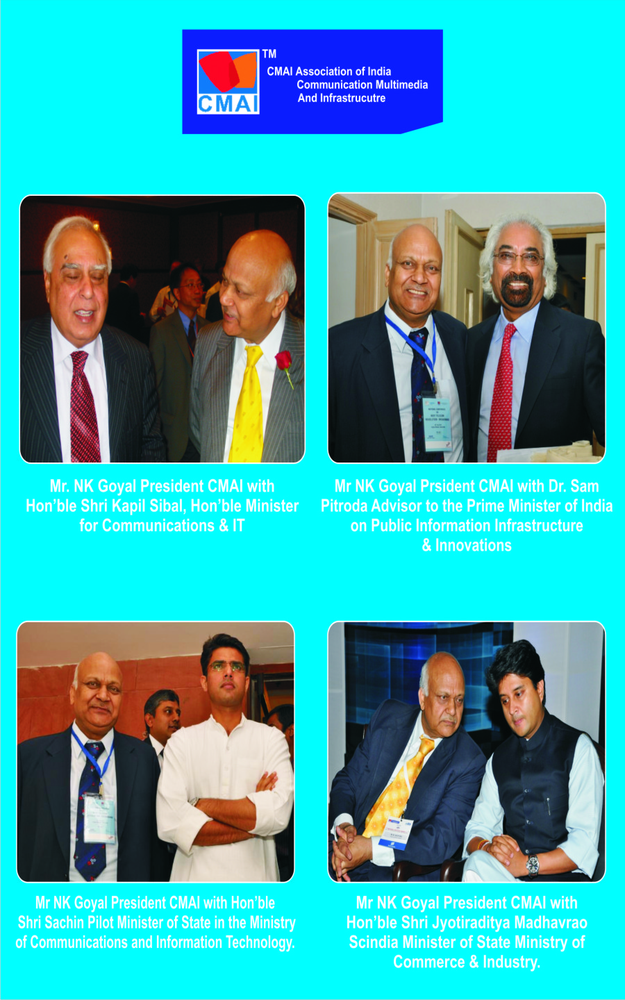 TM
CMAI Association of India
Communication Multimedia
And Infrastrucutre
CMAI
Mr. NK Goyal President CMAI with
Hon'ble Shri Kapil Sibal, Hon'ble Minister
for Communications & IT
Mr NK Goyal Prsident CMAI with Dr. Sam
Pitroda Advisor to the Prime Minister of India
on Public Information Infrastructure
& Innovations
Mr NK Goyal President CMAI with Hon'ble
Shri Sachin Pilot Minister of State in the Ministry
of Communications and Information Technology.
Mr NK Goyal President CMAI with
Hon'ble Shri Jyotiraditya Madhavrao
Scindia Minister of State Ministry of
Commerce & Industry.